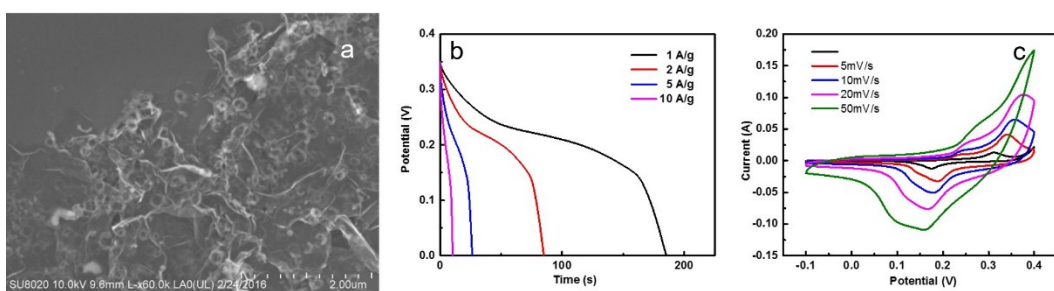 a
SU8020 10.0kV 9.6mm L-x60.0k LA0(UL) 2/24/2016 2.00um
b
0.4
0.3
0.2
0.1
0.0
Potential (V)
0
100
200
Time (s)
1 A/g
2 A/g
5 A/g
10 A/g
c
0.20
0.15
0.10
0.05
0.00
-0.05
-0.10
-0.15
Current (A)
-0.1
0.0
0.1
0.2
0.3
0.4
Potential (V)
5mV/s
10mV/s
20mV/s
50mV/s